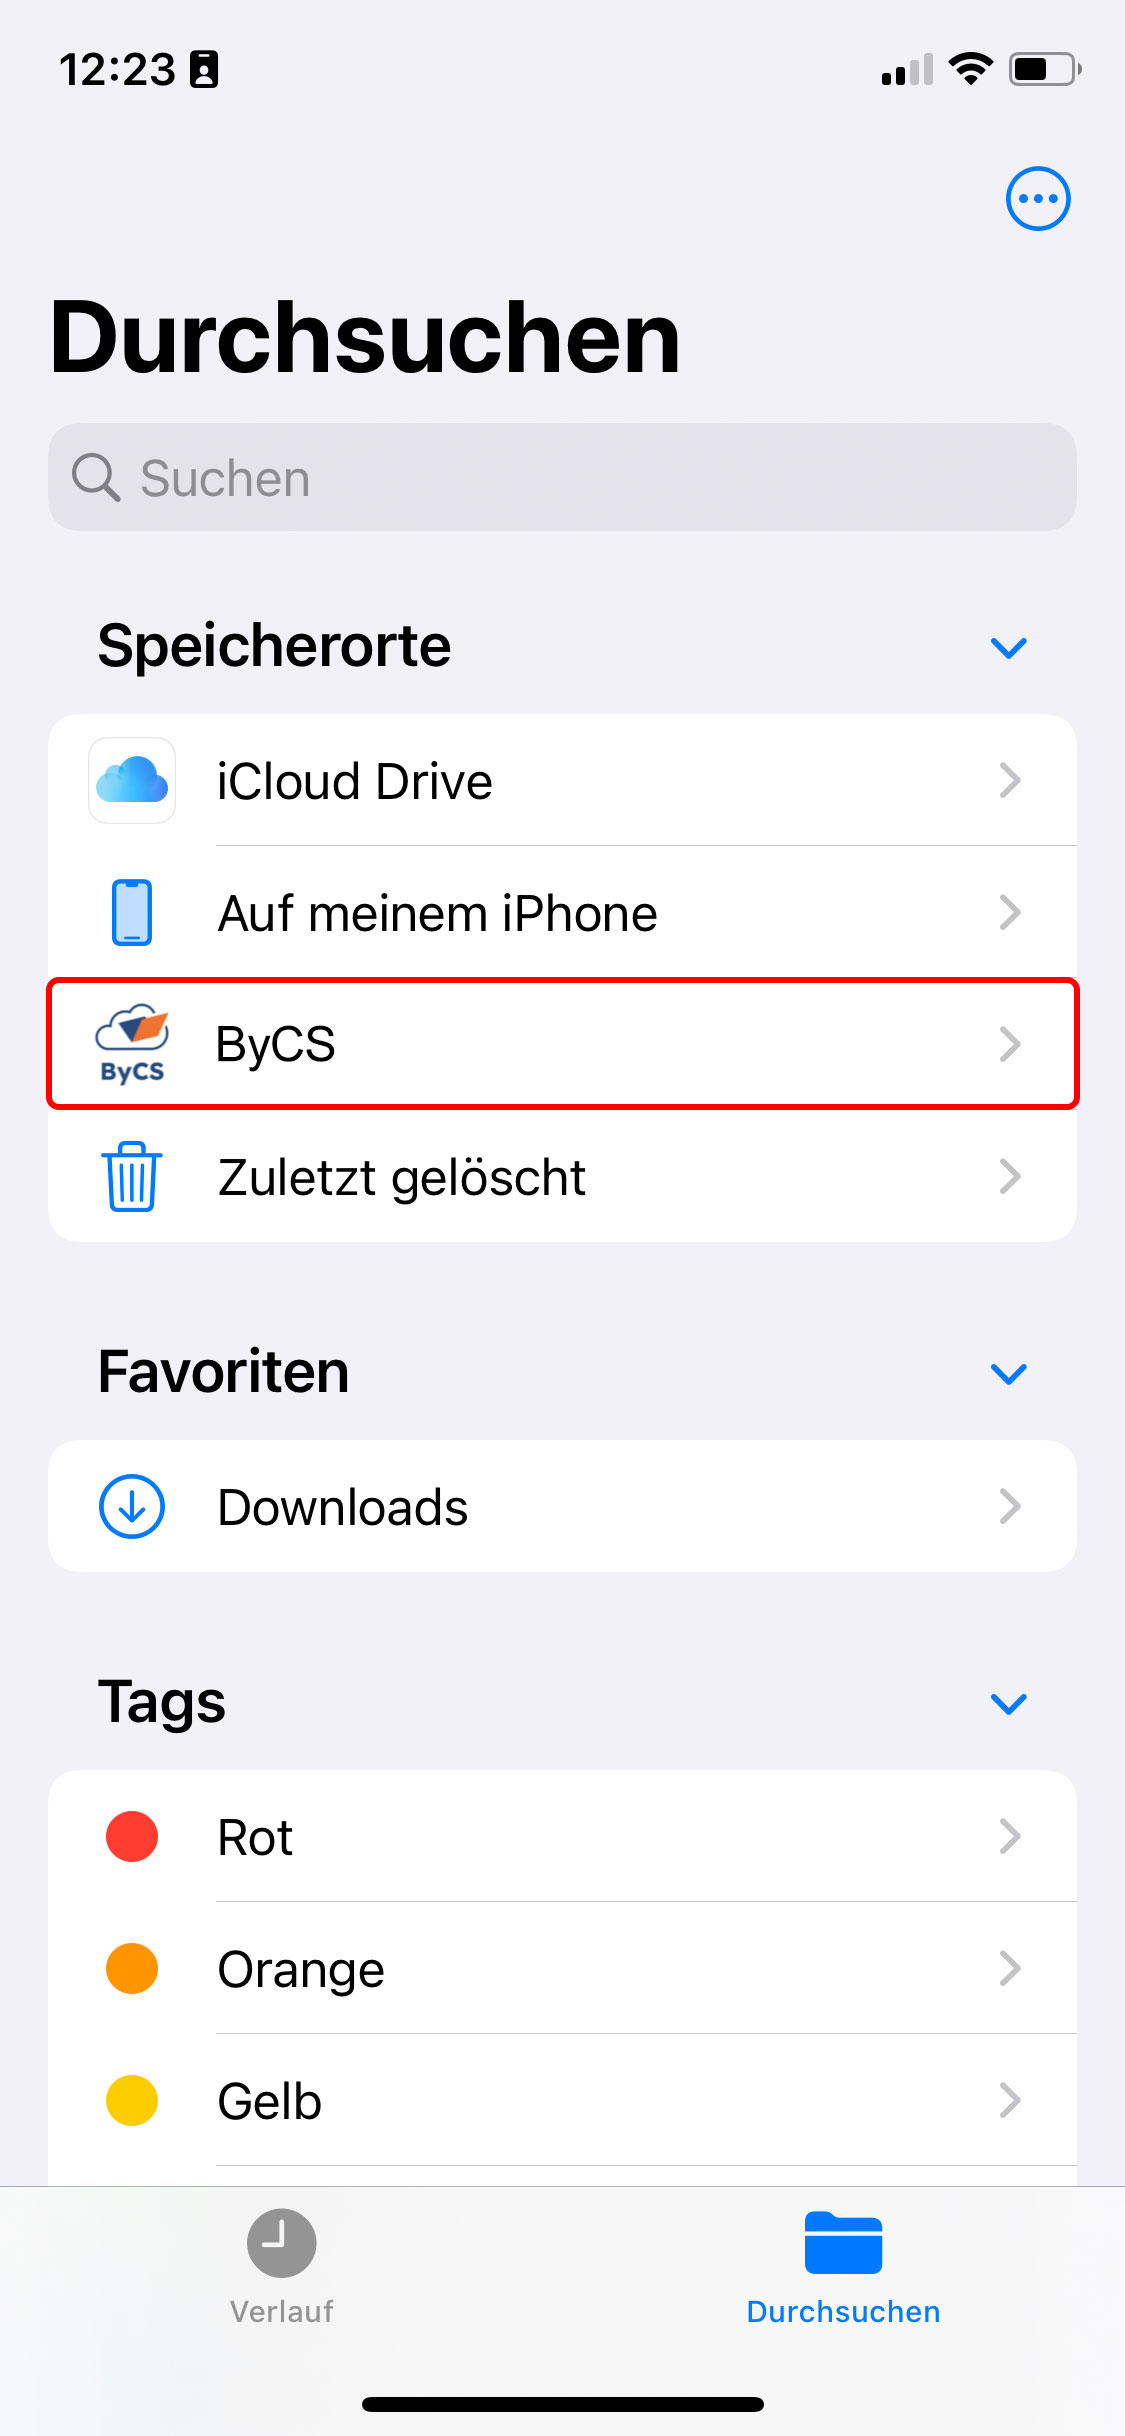 12:23
Durchsuchen
Suchen
Speicherorte
iCloud Drive
Auf meinem iPhone
ByCS
ByCS
Zuletzt gelöscht
Favoriten
Downloads
Tags
Rot
Orange
Gelb
Verlauf
Durchsuchen